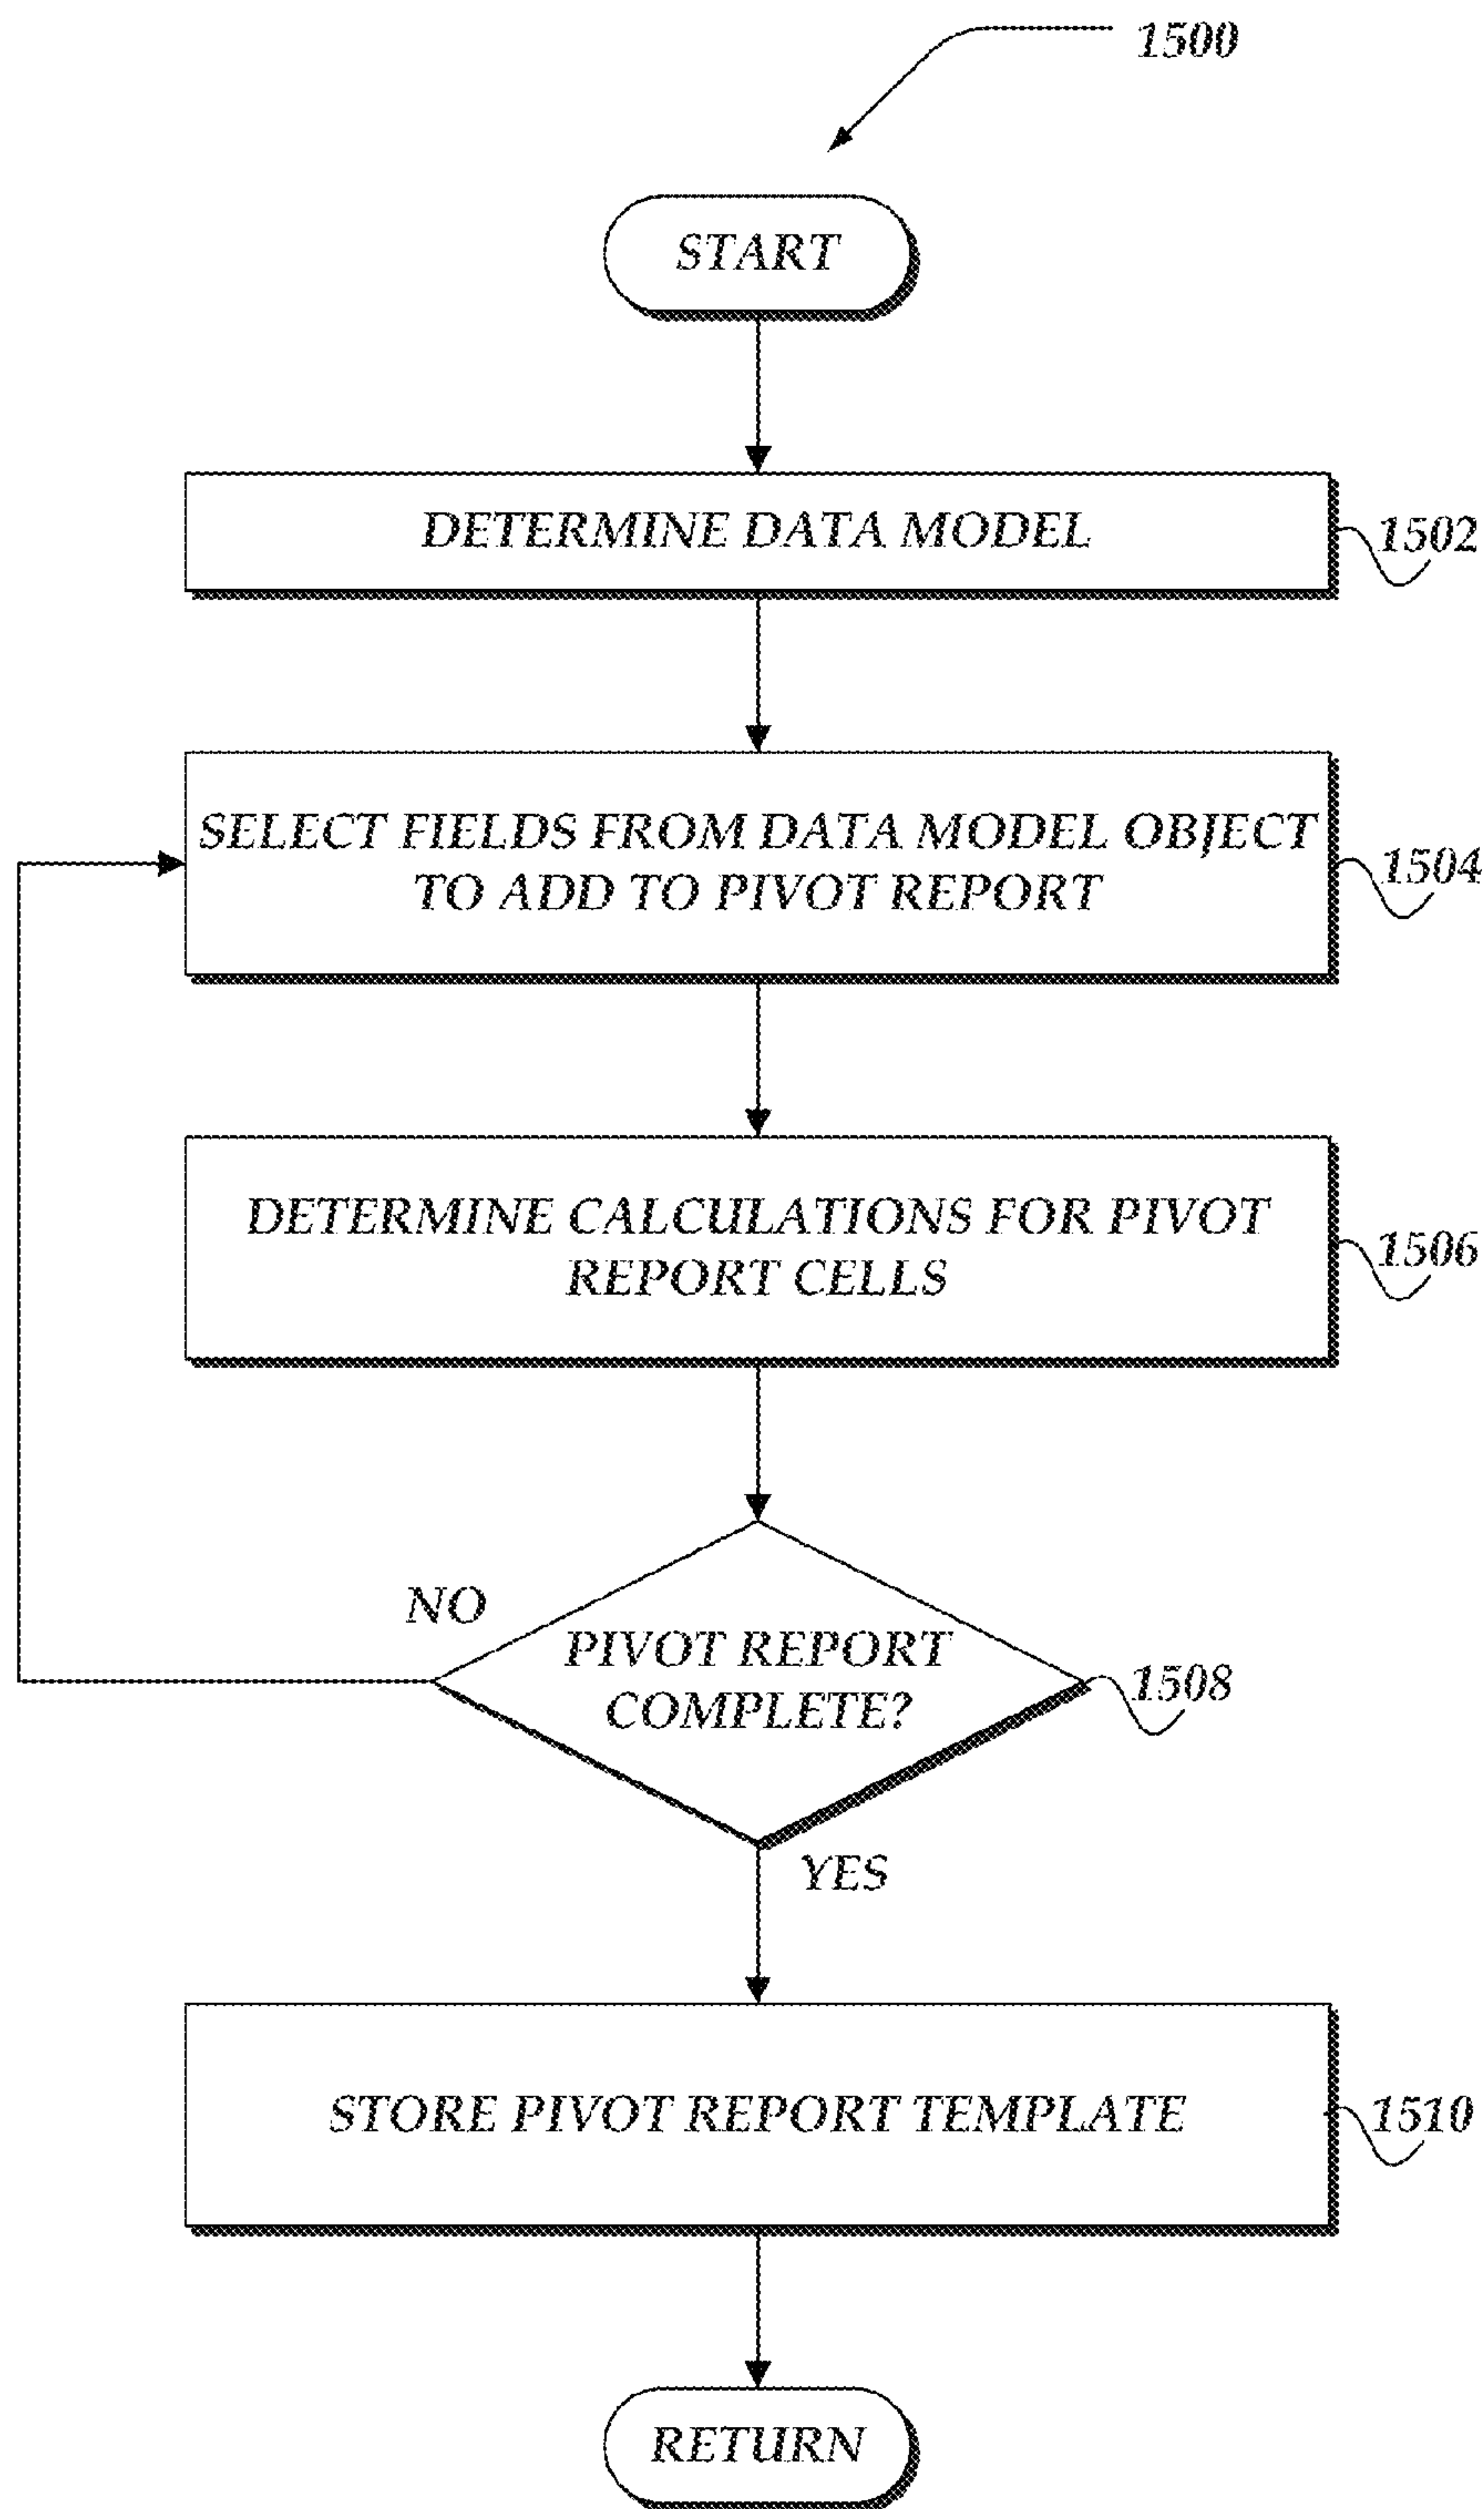 1500
START
DETERMINE DATA MODEL
1502
SELECT FIELDS FROM DATA MODEL OBJECT
TO ADD TO PIVOT REPORT
1504
DETERMINE CALCULATIONS FOR PIVOT
REPORT CELLS
1506
NO
PIVOT REPORT
COMPLETE?
1508
YES
STORE PIVOT REPORT TEMPLATE
1510
RETURN